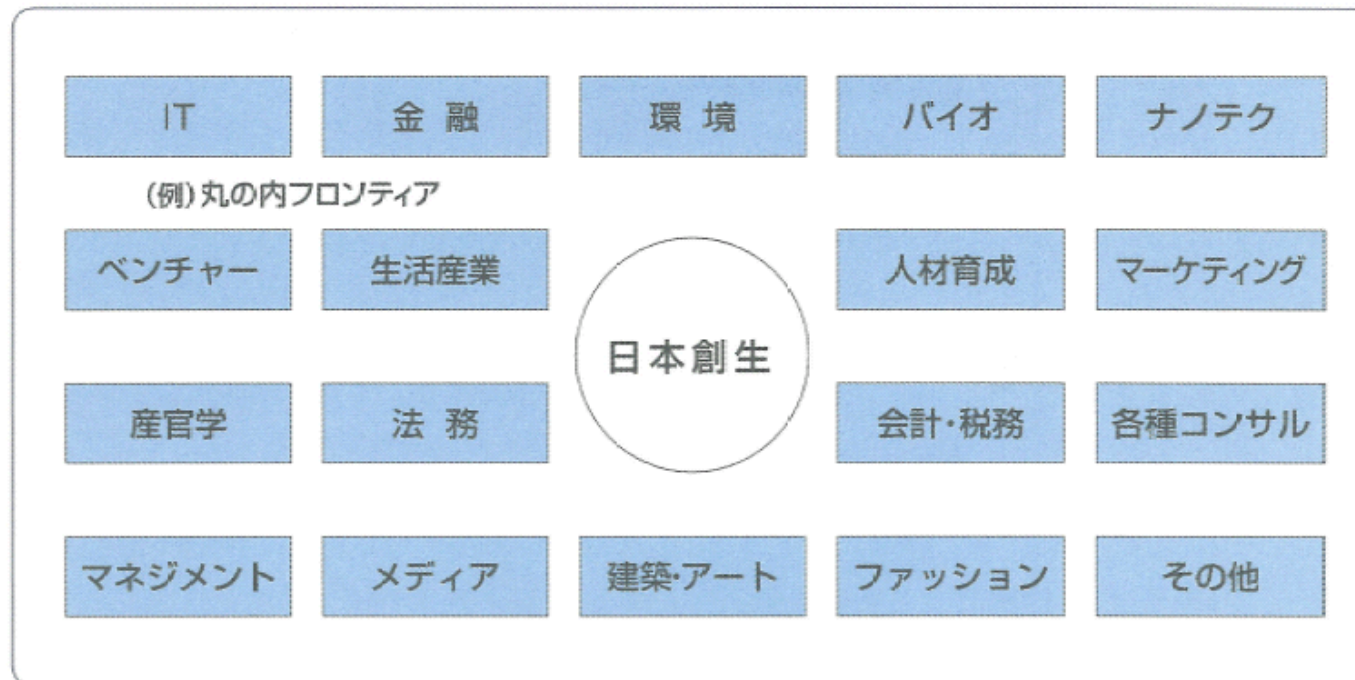 IT
金融
環境
バイオ
ナノテク
(例)丸の内フロンティア
ベンチャー
生活産業
人材育成
マーケティング
日本創生
産官学
法務
会計・税務
各種コンサル
マネジメント
メディア
建築・アート
ファッション
その他